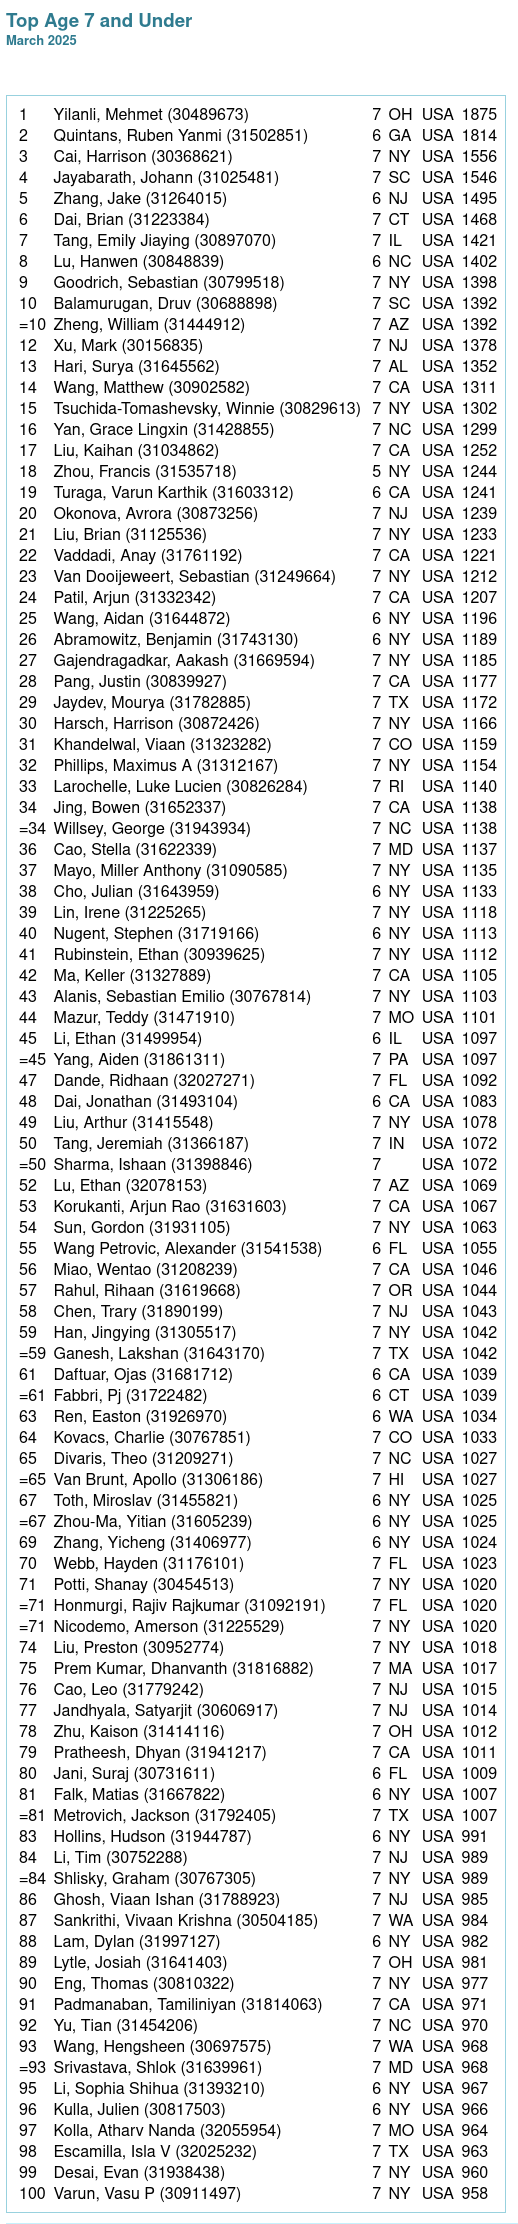 Top Age 7 and Under
March 2025
1 Yilanli, Mehmet (30489673) 7 OH USA 1875
2 Quintans, Ruben Yanmi (31502851) 6 GA USA 1814
3 Cai, Harrison (30368621) 7 NY USA 1556
4 Jayabarath, Johann (31025481) 7 SC USA 1546
5 Zhang, Jake (31264015) 6 NJ USA 1495
6 Dai, Brian (31223384) 7 CT USA 1468
7 Tang, Emily Jiaying (30897070) 7 IL USA 1421
8 Lu, Hanwen (30848839) 6 NC USA 1402
9 Goodrich, Sebastian (30799518) 7 NY USA 1398
10 Balamurugan, Druv (30688898) 7 SC USA 1392
=10 Zheng, William (31444912) 7 AZ USA 1392
12 Xu, Mark (30156835) 7 NJ USA 1378
13 Hari, Surya (31645562) 7 AL USA 1352
14 Wang, Matthew (30902582) 7 CA USA 1311
15 Tsuchida-Tomashevsky, Winnie (30829613) 7 NY USA 1302
16 Yan, Grace Lingxin (31428855) 7 NC USA 1299
17 Liu, Kaihan (31034862) 7 CA USA 1252
18 Zhou, Francis (31535718) 5 NY USA 1244
19 Turaga, Varun Karthik (31603312) 6 CA USA 1241
20 Okonova, Avrora (30873256) 7 NJ USA 1239
21 Liu, Brian (31125536) 7 NY USA 1233
22 Vaddadi, Anay (31761192) 7 CA USA 1221
23 Van Dooijeweert, Sebastian (31249664) 7 NY USA 1212
24 Patil, Arjun (31332342) 7 CA USA 1207
25 Wang, Aidan (31644872) 6 NY USA 1196
26 Abramowitz, Benjamin (31743130) 6 NY USA 1189
27 Gajendragadkar, Aakash (31669594) 7 NY USA 1185
28 Pang, Justin (30839927) 7 CA USA 1177
29 Jaydev, Mourya (31782885) 7 TX USA 1172
30 Harsch, Harrison (30872426) 7 NY USA 1166
31 Khandelwal, Viaan (31323282) 7 CO USA 1159
32 Phillips, Maximus A (31312167) 7 NY USA 1154
33 Larochelle, Luke Lucien (30826284) 7 RI USA 1140
34 Jing, Bowen (31652337) 7 CA USA 1138
=34 Willsey, George (31943934) 7 NC USA 1138
36 Cao, Stella (31622339) 7 MD USA 1137
37 Mayo, Miller Anthony (31090585) 7 NY USA 1135
38 Cho, Julian (31643959) 6 NY USA 1133
39 Lin, Irene (31225265) 7 NY USA 1118
40 Nugent, Stephen (31719166) 6 NY USA 1113
41 Rubinstein, Ethan (30939625) 7 NY USA 1112
42 Ma, Keller (31327889) 7 CA USA 1105
43 Alanis, Sebastian Emilio (30767814) 7 NY USA 1103
44 Mazur, Teddy (31471910) 7 MO USA 1101
45 Li, Ethan (31499954) 6 IL USA 1097
=45 Yang, Aiden (31861311) 7 PA USA 1097
47 Dande, Ridhaan (32027271) 7 FL USA 1092
48 Dai, Jonathan (31493104) 6 CA USA 1083
49 Liu, Arthur (31415548) 7 NY USA 1078
50 Tang, Jeremiah (31366187) 7 IN USA 1072
=50 Sharma, Ishaan (31398846) 7 USA 1072
52 Lu, Ethan (32078153) 7 AZ USA 1069
53 Korukanti, Arjun Rao (31631603) 7 CA USA 1067
54 Sun, Gordon (31931105) 7 NY USA 1063
55 Wang Petrovic, Alexander (31541538) 6 FL USA 1055
56 Miao, Wentao (31208239) 7 CA USA 1046
57 Rahul, Rihaan (31619668) 7 OR USA 1044
58 Chen, Trary (31890199) 7 NJ USA 1043
59 Han, Jingying (31305517) 7 NY USA 1042
=59 Ganesh, Lakshan (31643170) 7 TX USA 1042
61 Daftuar, Ojas (31681712) 6 CA USA 1039
=61 Fabbri, Pj (31722482) 6 CT USA 1039
63 Ren, Easton (31926970) 6 WA USA 1034
64 Kovacs, Charlie (30767851) 7 CO USA 1033
65 Divaris, Theo (31209271) 7 NC USA 1027
=65 Van Brunt, Apollo (31306186) 7 HI USA 1027
67 Toth, Miroslav (31455821) 6 NY USA 1025
=67 Zhou-Ma, Yitian (31605239) 6 NY USA 1025
69 Zhang, Yicheng (31406977) 6 NY USA 1024
70 Webb, Hayden (31176101) 7 FL USA 1023
71 Potti, Shanay (30454513) 7 NY USA 1020
=71 Honmurgi, Rajiv Rajkumar (31092191) 7 FL USA 1020
=71 Nicodemo, Amerson (31225529) 7 NY USA 1020
74 Liu, Preston (30952774) 7 NY USA 1018
75 Prem Kumar, Dhanvanth (31816882) 7 MA USA 1017
76 Cao, Leo (31779242) 7 NJ USA 1015
77 Jandhyala, Satyarjit (30606917) 7 NJ USA 1014
78 Zhu, Kaison (31414116) 7 OH USA 1012
79 Pratheesh, Dhyan (31941217) 7 CA USA 1011
80 Jani, Suraj (30731611) 6 FL USA 1009
81 Falk, Matias (31667822) 6 NY USA 1007
=81 Metrovich, Jackson (31792405) 7 TX USA 1007
83 Hollins, Hudson (31944787) 6 NY USA 991
84 Li, Tim (30752288) 7 NJ USA 989
=84 Shlisky, Graham (30767305) 7 NY USA 989
86 Ghosh, Viaan Ishan (31788923) 7 NJ USA 985
87 Sankrithi, Vivaan Krishna (30504185) 7 WA USA 984
88 Lam, Dylan (31997127) 6 NY USA 982
89 Lytle, Josiah (31641403) 7 OH USA 981
90 Eng, Thomas (30810322) 7 NY USA 977
91 Padmanaban, Tamiliniyan (31814063) 7 CA USA 971
92 Yu, Tian (31454206) 7 NC USA 970
93 Wang, Hengsheen (30697575) 7 WA USA 968
=93 Srivastava, Shlok (31639961) 7 MD USA 968
95 Li, Sophia Shihua (31393210) 6 NY USA 967
96 Kulla, Julien (30817503) 6 NY USA 966
97 Kolla, Atharv Nanda (32055954) 7 MO USA 964
98 Escamilla, Isla V (32025232) 7 TX USA 963
99 Desai, Evan (31938438) 7 NY USA 960
100 Varun, Vasu P (30911497) 7 NY USA 958